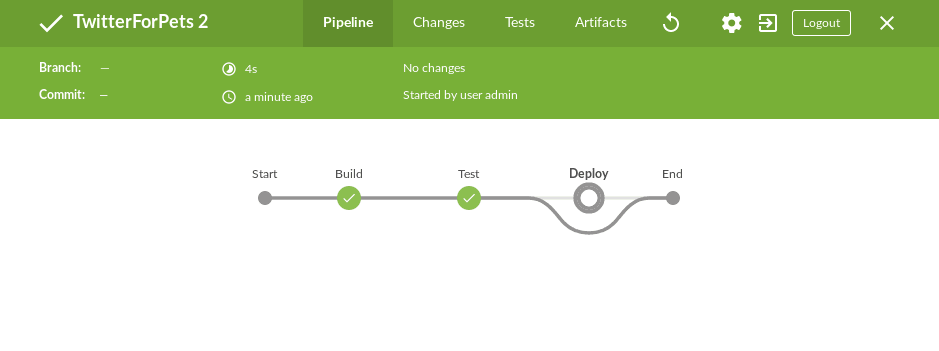 TwitterForPets 2
Pipeline
Changes
Tests
Artifacts
Logout
Branch: —
4s
No changes
Commit: —
a minute ago
Started by user admin
Start
Build
Test
Deploy
End